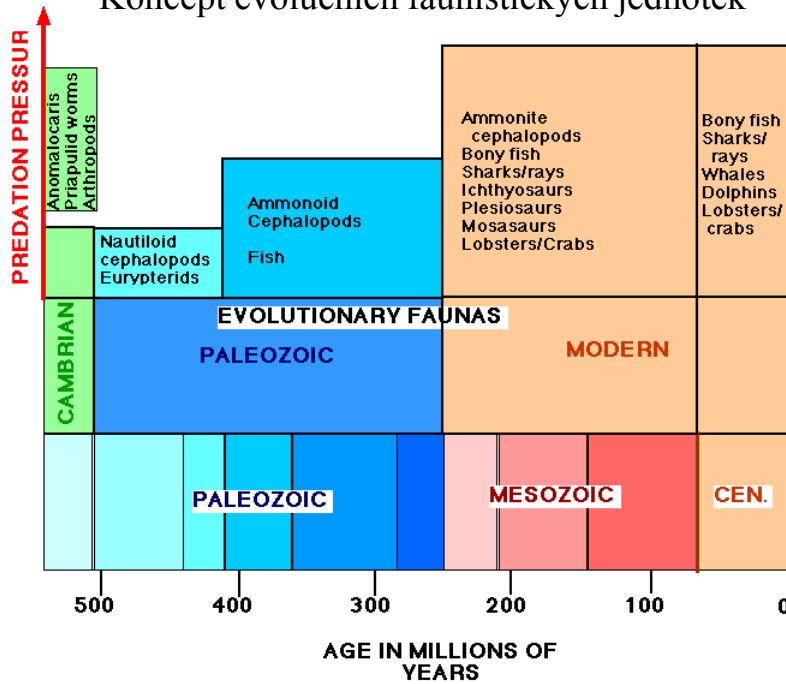 Koncept evolučních faunistických jednotek
PREDATION PRESSUR
Anomalocaris
Priapulid worms
Arthropods
Nautiloid
cephalopods
Eurypterids
Ammonoid
Cephalopods
Fish
Ammonite
cephalopods
Bony fish
Sharks/rays
Ichthyosaurs
Plesiosaurs
Mosasaurs
Lobsters/Crabs
Bony fish
Sharks/
rays
Whales
Dolphins
Lobsters/
crabs
EVOLUTIONARY FAUNAS
CAMBRIAN
PALEOZOIC
MODERN
PALEOZOIC
MESOZOIC
CEN.
500
400
300
200
100
0
AGE IN MILLIONS OF
YEARS